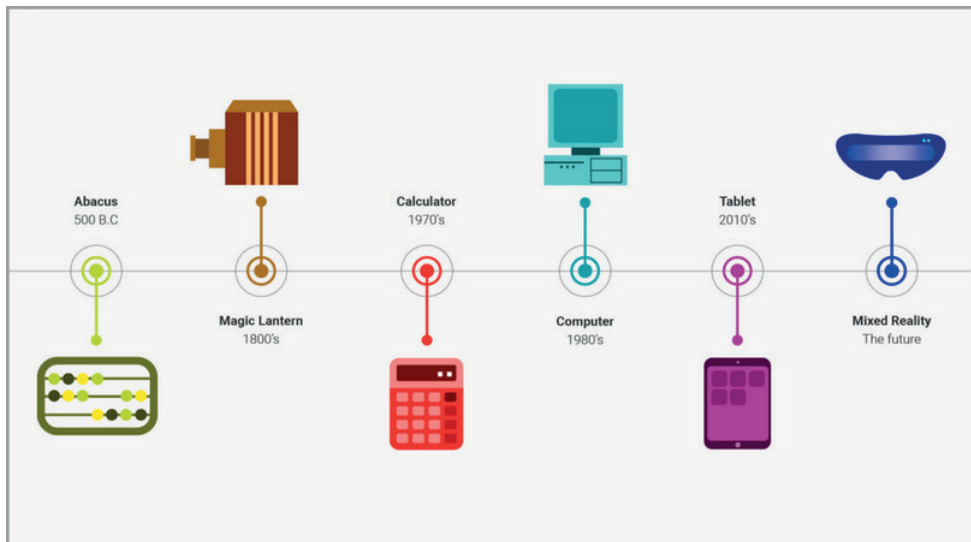 Abacus
500 B.C
Magic Lantern
1800's
Calculator
1970's
Computer
1980's
Tablet
2010's
Mixed Reality
The future